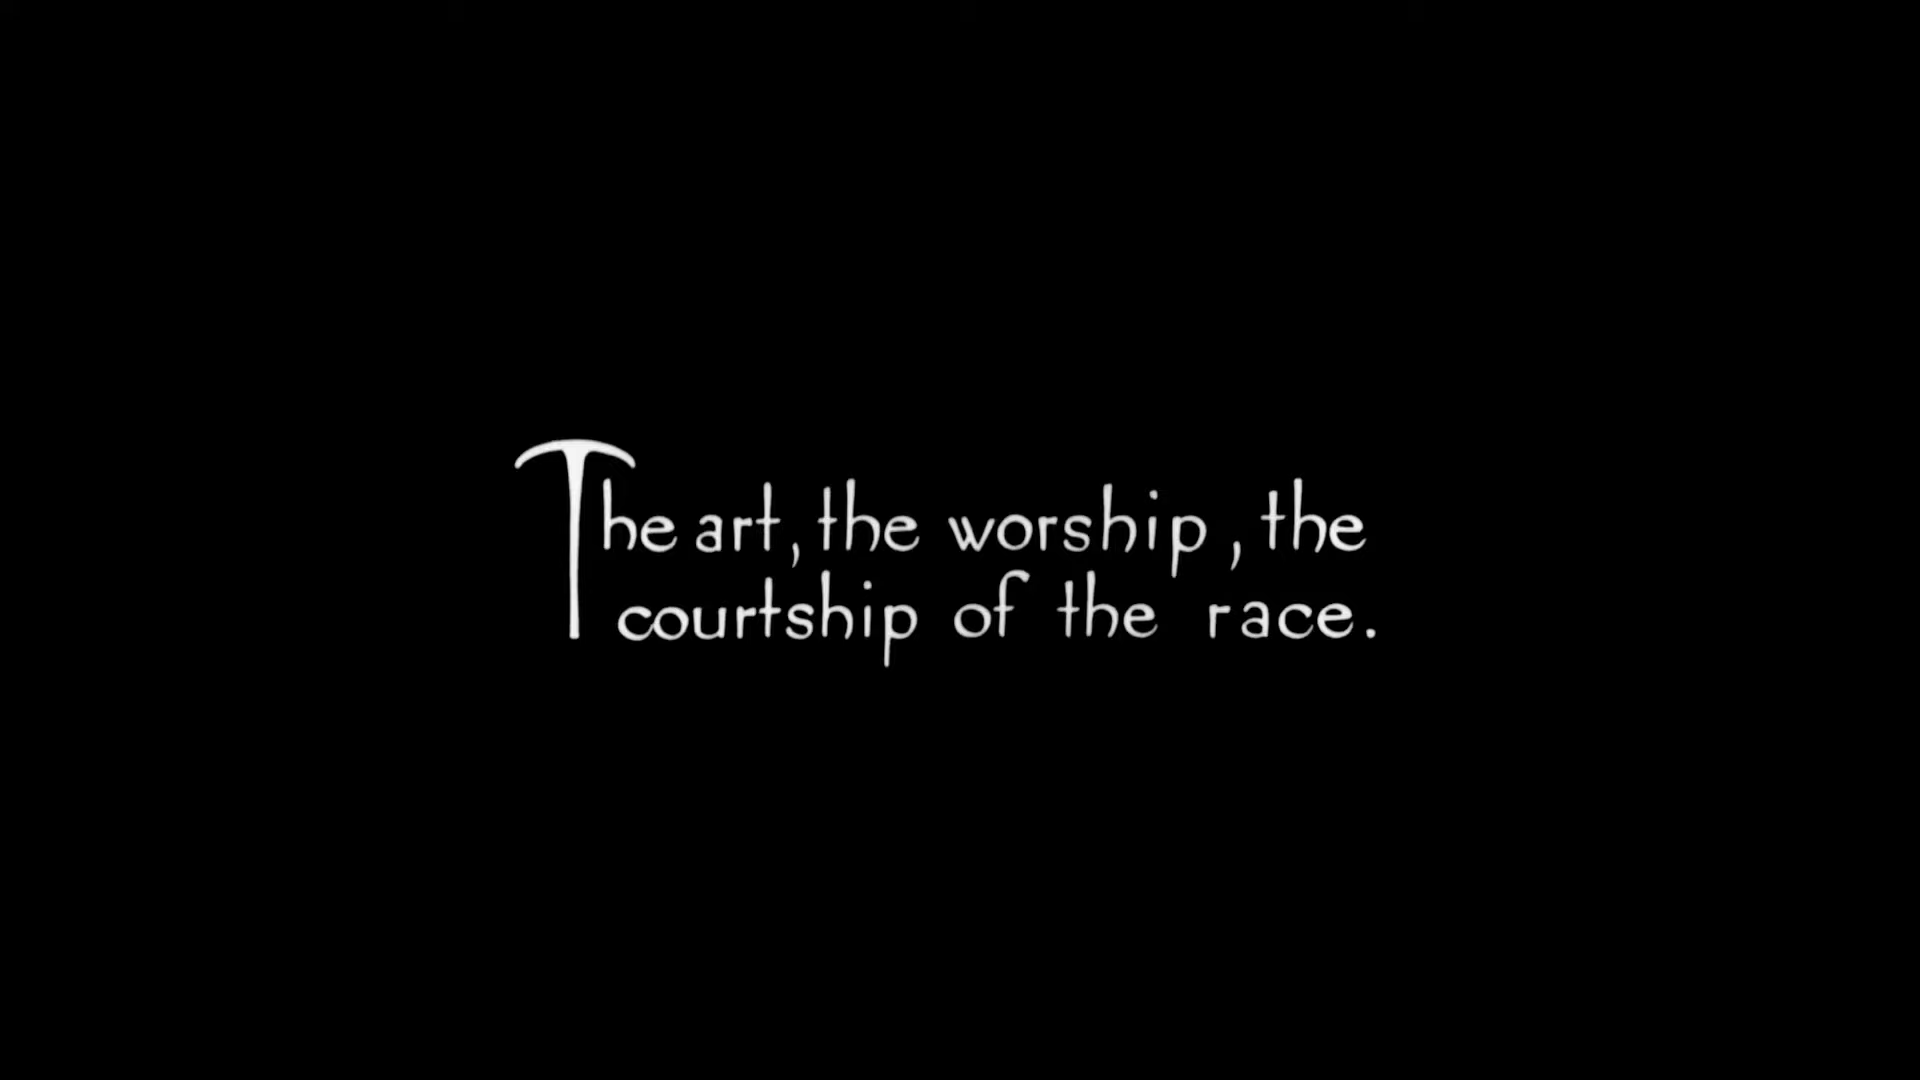 The art, the worship, the
courtship of the race.